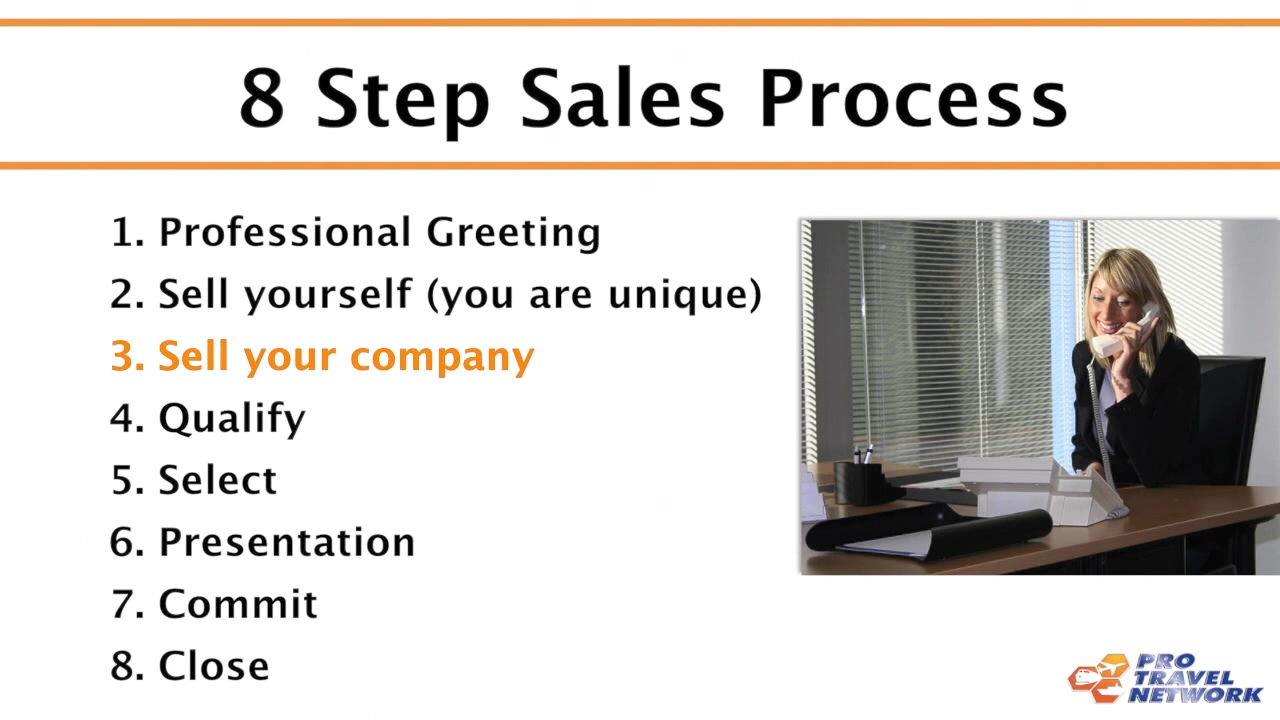 8 Step Sales Process
1. Professional Greeting
2. Sell yourself (you are unique)
3. Sell your company
4. Qualify
5. Select
6. Presentation
7. Commit
8. Close
PRO
TRAVEL
NETWORK